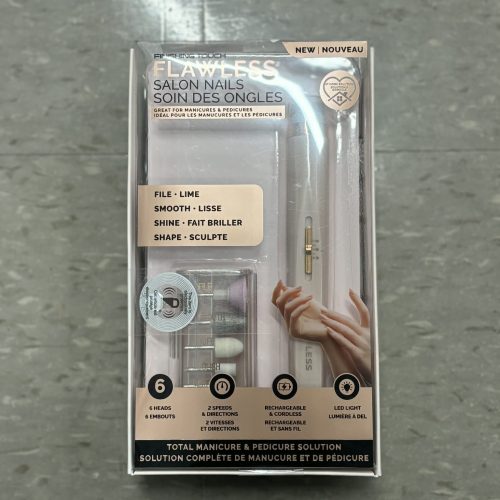 NEW | NOUVEAU
FINISHING TOUCH
FLAWLESS
SALON NAILS
SOIN DES ONGLES
GREAT FOR MANICURES & PEDICURES
IDÉAL POUR LES MANUCURES ET LES PÉDICURES
FILE • LIME
SMOOTH • LISSE
SHINE • FAIT BRILLER
SHAPE • SCULPTE
6
6 HEADS
6 EMBOUTS
2 SPEEDS
& DIRECTIONS
2 VITESSES
ET DIRECTIONS
RECHARGEABLE
& CORDLESS
RECHARGEABLE
ET SANS FIL
LED LIGHT
LUMIÈRE À DEL
TOTAL MANICURE & PEDICURE SOLUTION
SOLUTION COMPLÈTE DE MANUCURE ET DE PÉDICURE